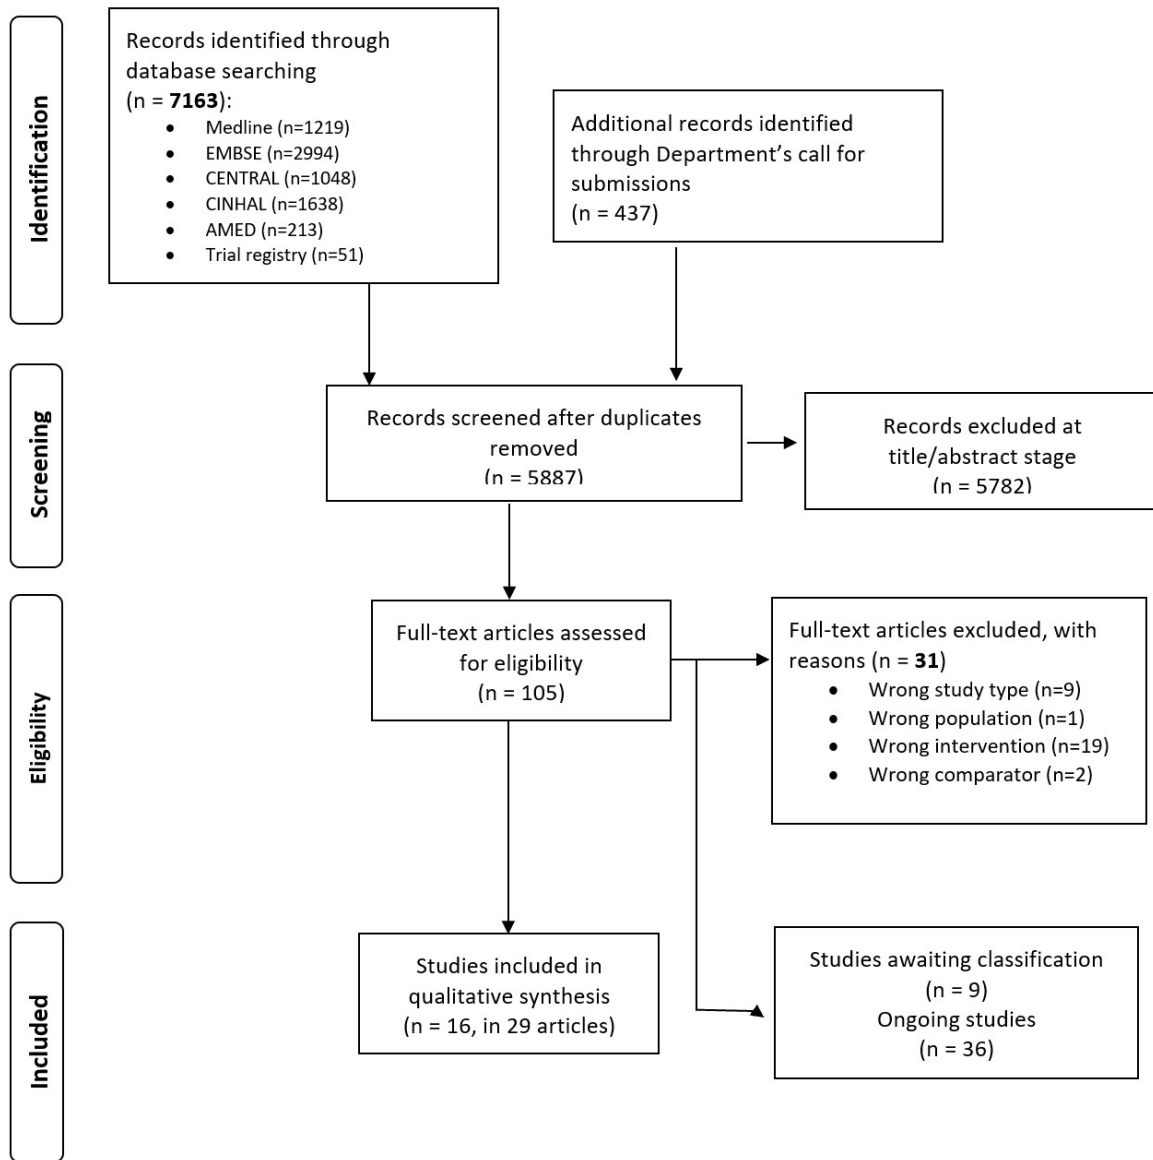 Identification
Records identified through
database searching
(n = 7163):
• Medline (n=1219)
• EMBSE (n=2994)
• CENTRAL (n=1048)
• CINHAL (n=1638)
• AMED (n=213)
• Trial registry (n=51)
Additional records identified
through Department's call for
submissions
(n = 437)
Screening
Records screened after duplicates
removed
(n = 5887)
Records excluded at
title/abstract stage
(n = 5782)
Eligibility
Full-text articles assessed
for eligibility
(n = 105)
Full-text articles excluded, with
reasons (n = 31)
• Wrong study type (n=9)
• Wrong population (n=1)
• Wrong intervention (n=19)
• Wrong comparator (n=2)
Included
Studies included in
qualitative synthesis
(n = 16, in 29 articles)
Studies awaiting classification
(n = 9)
Ongoing studies
(n = 36)